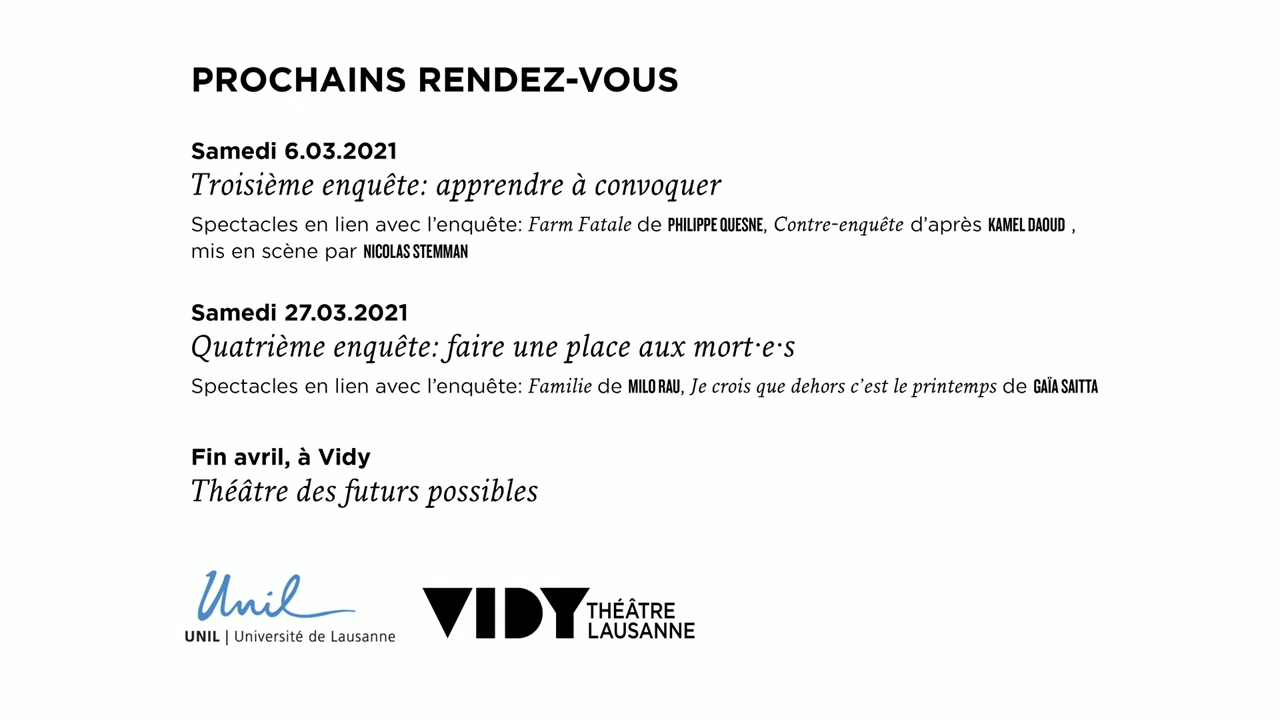 PROCHAINS RENDEZ-VOUS
Samedi 6.03.2021
Troisième enquête: apprendre à convoquer
Spectacles en lien avec l'enquête: Farm Fatale de PHILIPPE QUESNE, Contre-enquête d'après KAMEL DAOUD ,
mis en scène par NICOLAS STEMMAN
Samedi 27.03.2021
Quatrième enquête: faire une place aux mort·e·s
Spectacles en lien avec l'enquête: Familie de MILO RAU, Je crois que dehors c'est le printemps de GAÏA SAITTA
Fin avril, à Vidy
Théâtre des futurs possibles
Unil
UNIL | Université de Lausanne
VIDY THÉÂTRE
LAUSANNE